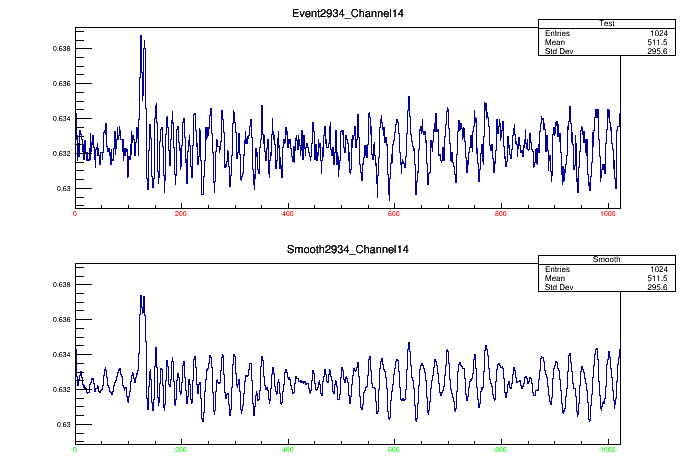 Event2934_Channel14
Test
Entries 1024
Mean 511.5
Std Dev 295.6
0.638
0.636
0.634
0.632
0.63
0 200 400 600 800 1000
Smooth2934_Channel14
Smooth
Entries 1024
Mean 511.5
Std Dev 295.6
0.638
0.636
0.634
0.632
0.63
0 200 400 600 800 1000